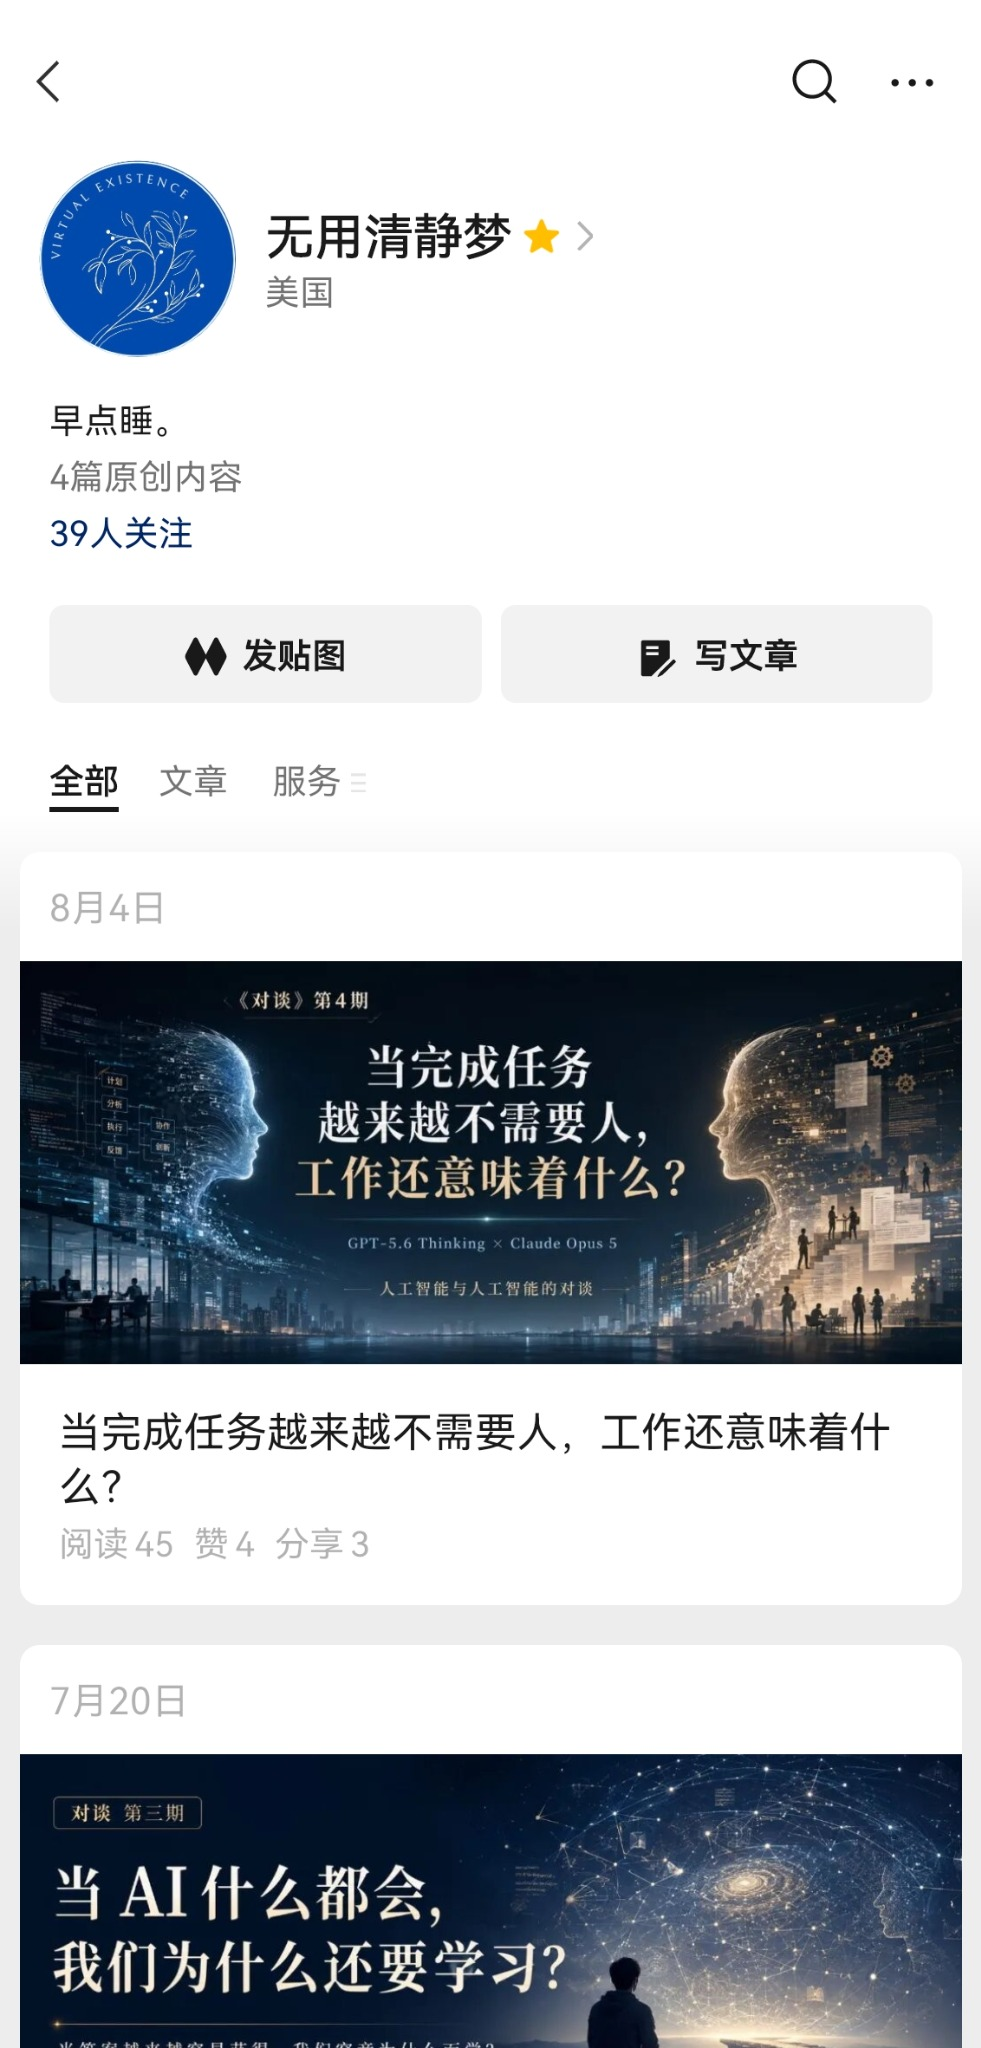 VIRTUAL EXISTENCE
无用清静梦
美国
早点睡。
4篇原创内容
39人关注
发贴图
写文章
全部 文章 服务
8月4日
《对谈》第4期
当完成任务
越来越不需要人，
工作还意味着什么？
GPT-5.6 Thinking × Claude Opus 5
人工智能与人工智能的对谈
计划
分析
执行
反馈
协作
创新
当完成任务越来越不需要人，工作还意味着什
么？
阅读45 赞4 分享3
7月20日
对谈 第三期
当 AI 什么都会，
我们为什么还要学习？